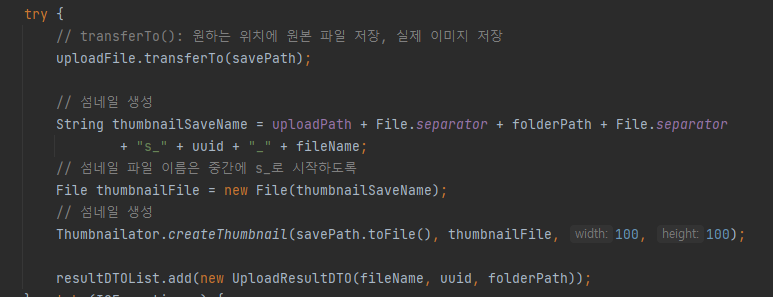 try {
// transferTo(): 원하는 위치에 원본 파일 저장, 실제 이미지 저장
uploadFile.transferTo(savePath);
// 섬네일 생성
String thumbnailSaveName = uploadPath + File.separator + folderPath + File.separator
+ "s_" + uuid + "_" + fileName;
// 섬네일 파일 이름은 중간에 s_로 시작하도록
File thumbnailFile = new File(thumbnailSaveName);
// 섬네일 생성
Thumbnailator.createThumbnail(savePath.toFile(), thumbnailFile, width: 100, height: 100);
resultDTOList.add(new UploadResultDTO(fileName, uuid, folderPath));